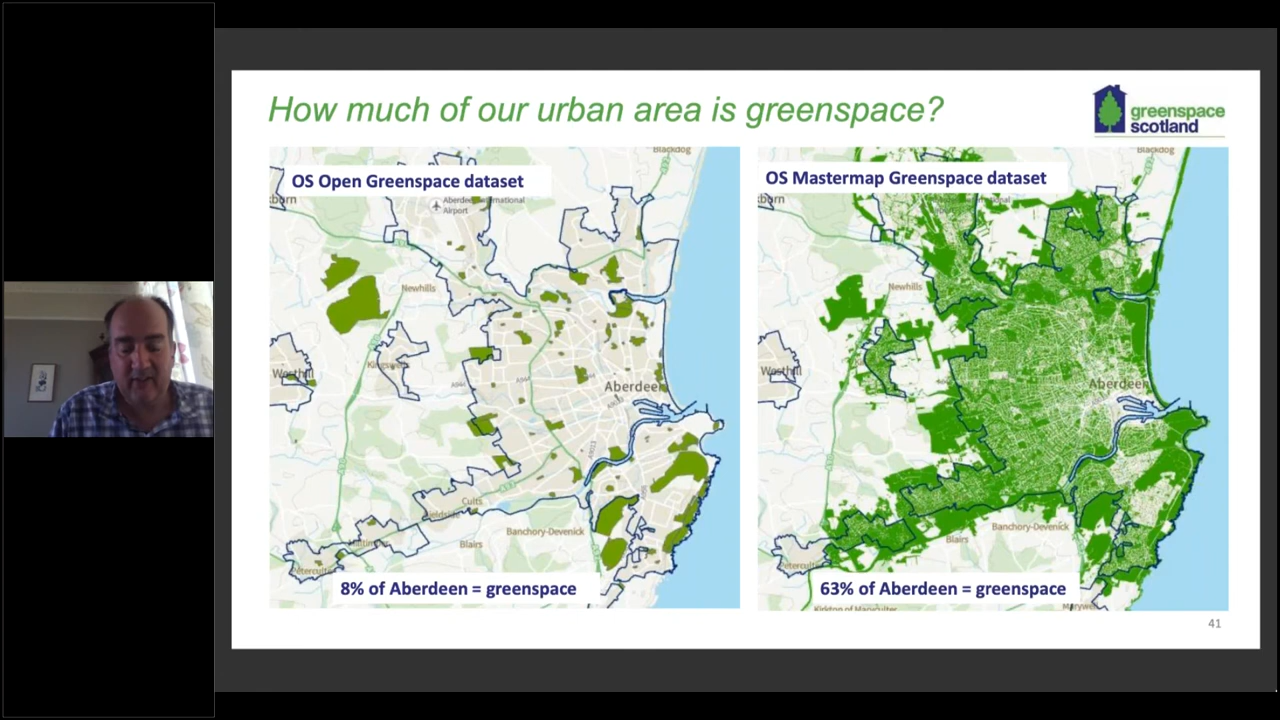 How much of our urban area is greenspace?
greenspace
scotland
OS Open Greenspace dataset
Blackdog
Airport
Newhills
Aberdeen
Cults
Banchory-Devenick
Blairs
8% of Aberdeen = greenspace
OS Mastermap Greenspace dataset
Blackdog
Newhills
Aberdeen
Banchory-Devenick
Blairs
63% of Aberdeen = greenspace
41